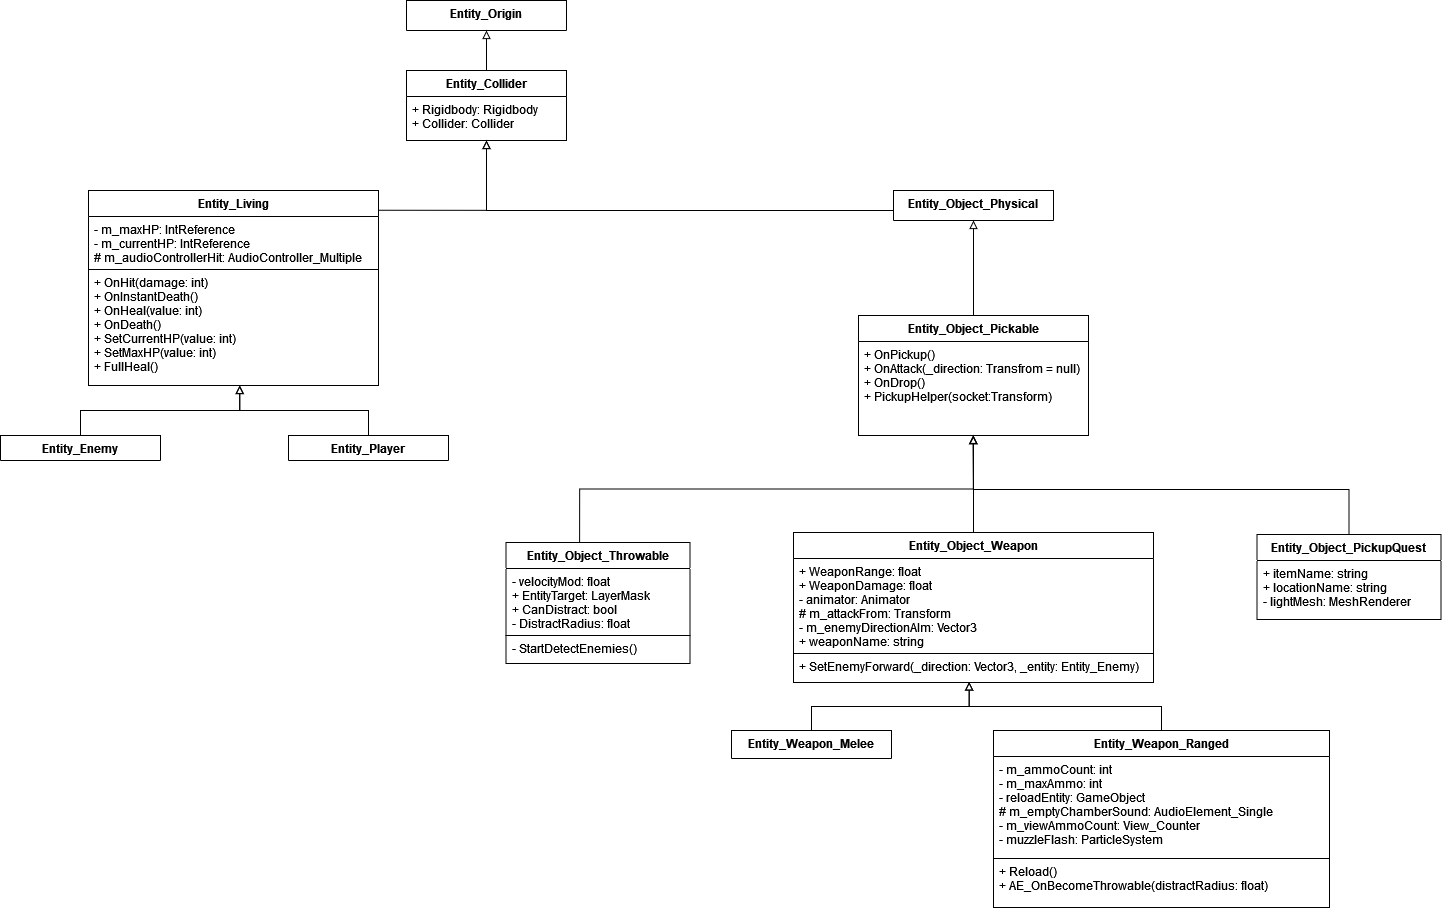 Entity_Origin
Entity_Collider
+ Rigidbody: Rigidbody
+ Collider: Collider
Entity_Living
- m_maxHP: IntReference
- m_currentHP: IntReference
# m_audioControllerHit: AudioController_Multiple
+ OnHit(damage: int)
+ OnInstantDeath()
+ OnHeal(value: int)
+ OnDeath()
+ SetCurrentHP(value: int)
+ SetMaxHP(value: int)
+ FullHeal()
Entity_Object_Physical
Entity_Object_Pickable
+ OnPickup()
+ OnAttack(_direction: Transfrom = null)
+ OnDrop()
+ PickupHelper(socket:Transform)
Entity_Enemy
Entity_Player
Entity_Object_Throwable
- velocityMod: float
+ EntityTarget: LayerMask
+ CanDistract: bool
- DistractRadius: float
- StartDetectEnemies()
Entity_Object_Weapon
+ WeaponRange: float
+ WeaponDamage: float
- animator: Animator
# m_attackFrom: Transform
- m_enemyDirectionAIm: Vector3
+ weaponName: string
+ SetEnemyForward(_direction: Vector3, _entity: Entity_Enemy)
Entity_Object_PickupQuest
+ itemName: string
+ locationName: string
- lightMesh: MeshRenderer
Entity_Weapon_Melee
Entity_Weapon_Ranged
- m_ammoCount: int
- m_maxAmmo: int
- reloadEntity: GameObject
# m_emptyChamberSound: AudioElement_Single
- m_viewAmmoCount: View_Counter
- muzzleFlash: ParticleSystem
+ Reload()
+ AE_OnBecomeThrowable(distractRadius: float)